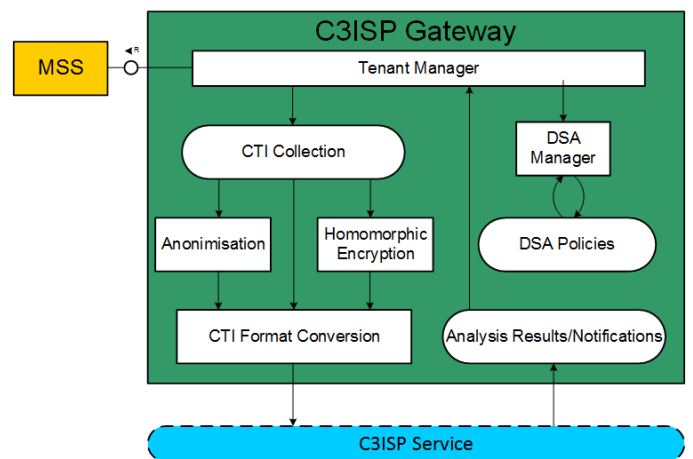 C3ISP Gateway
MSS
R
Tenant Manager
CTI Collection
DSA
Manager
Anonimisation
Homomorphic
Encryption
DSA Policies
CTI Format Conversion
Analysis Results/Notifications
C3ISP Service